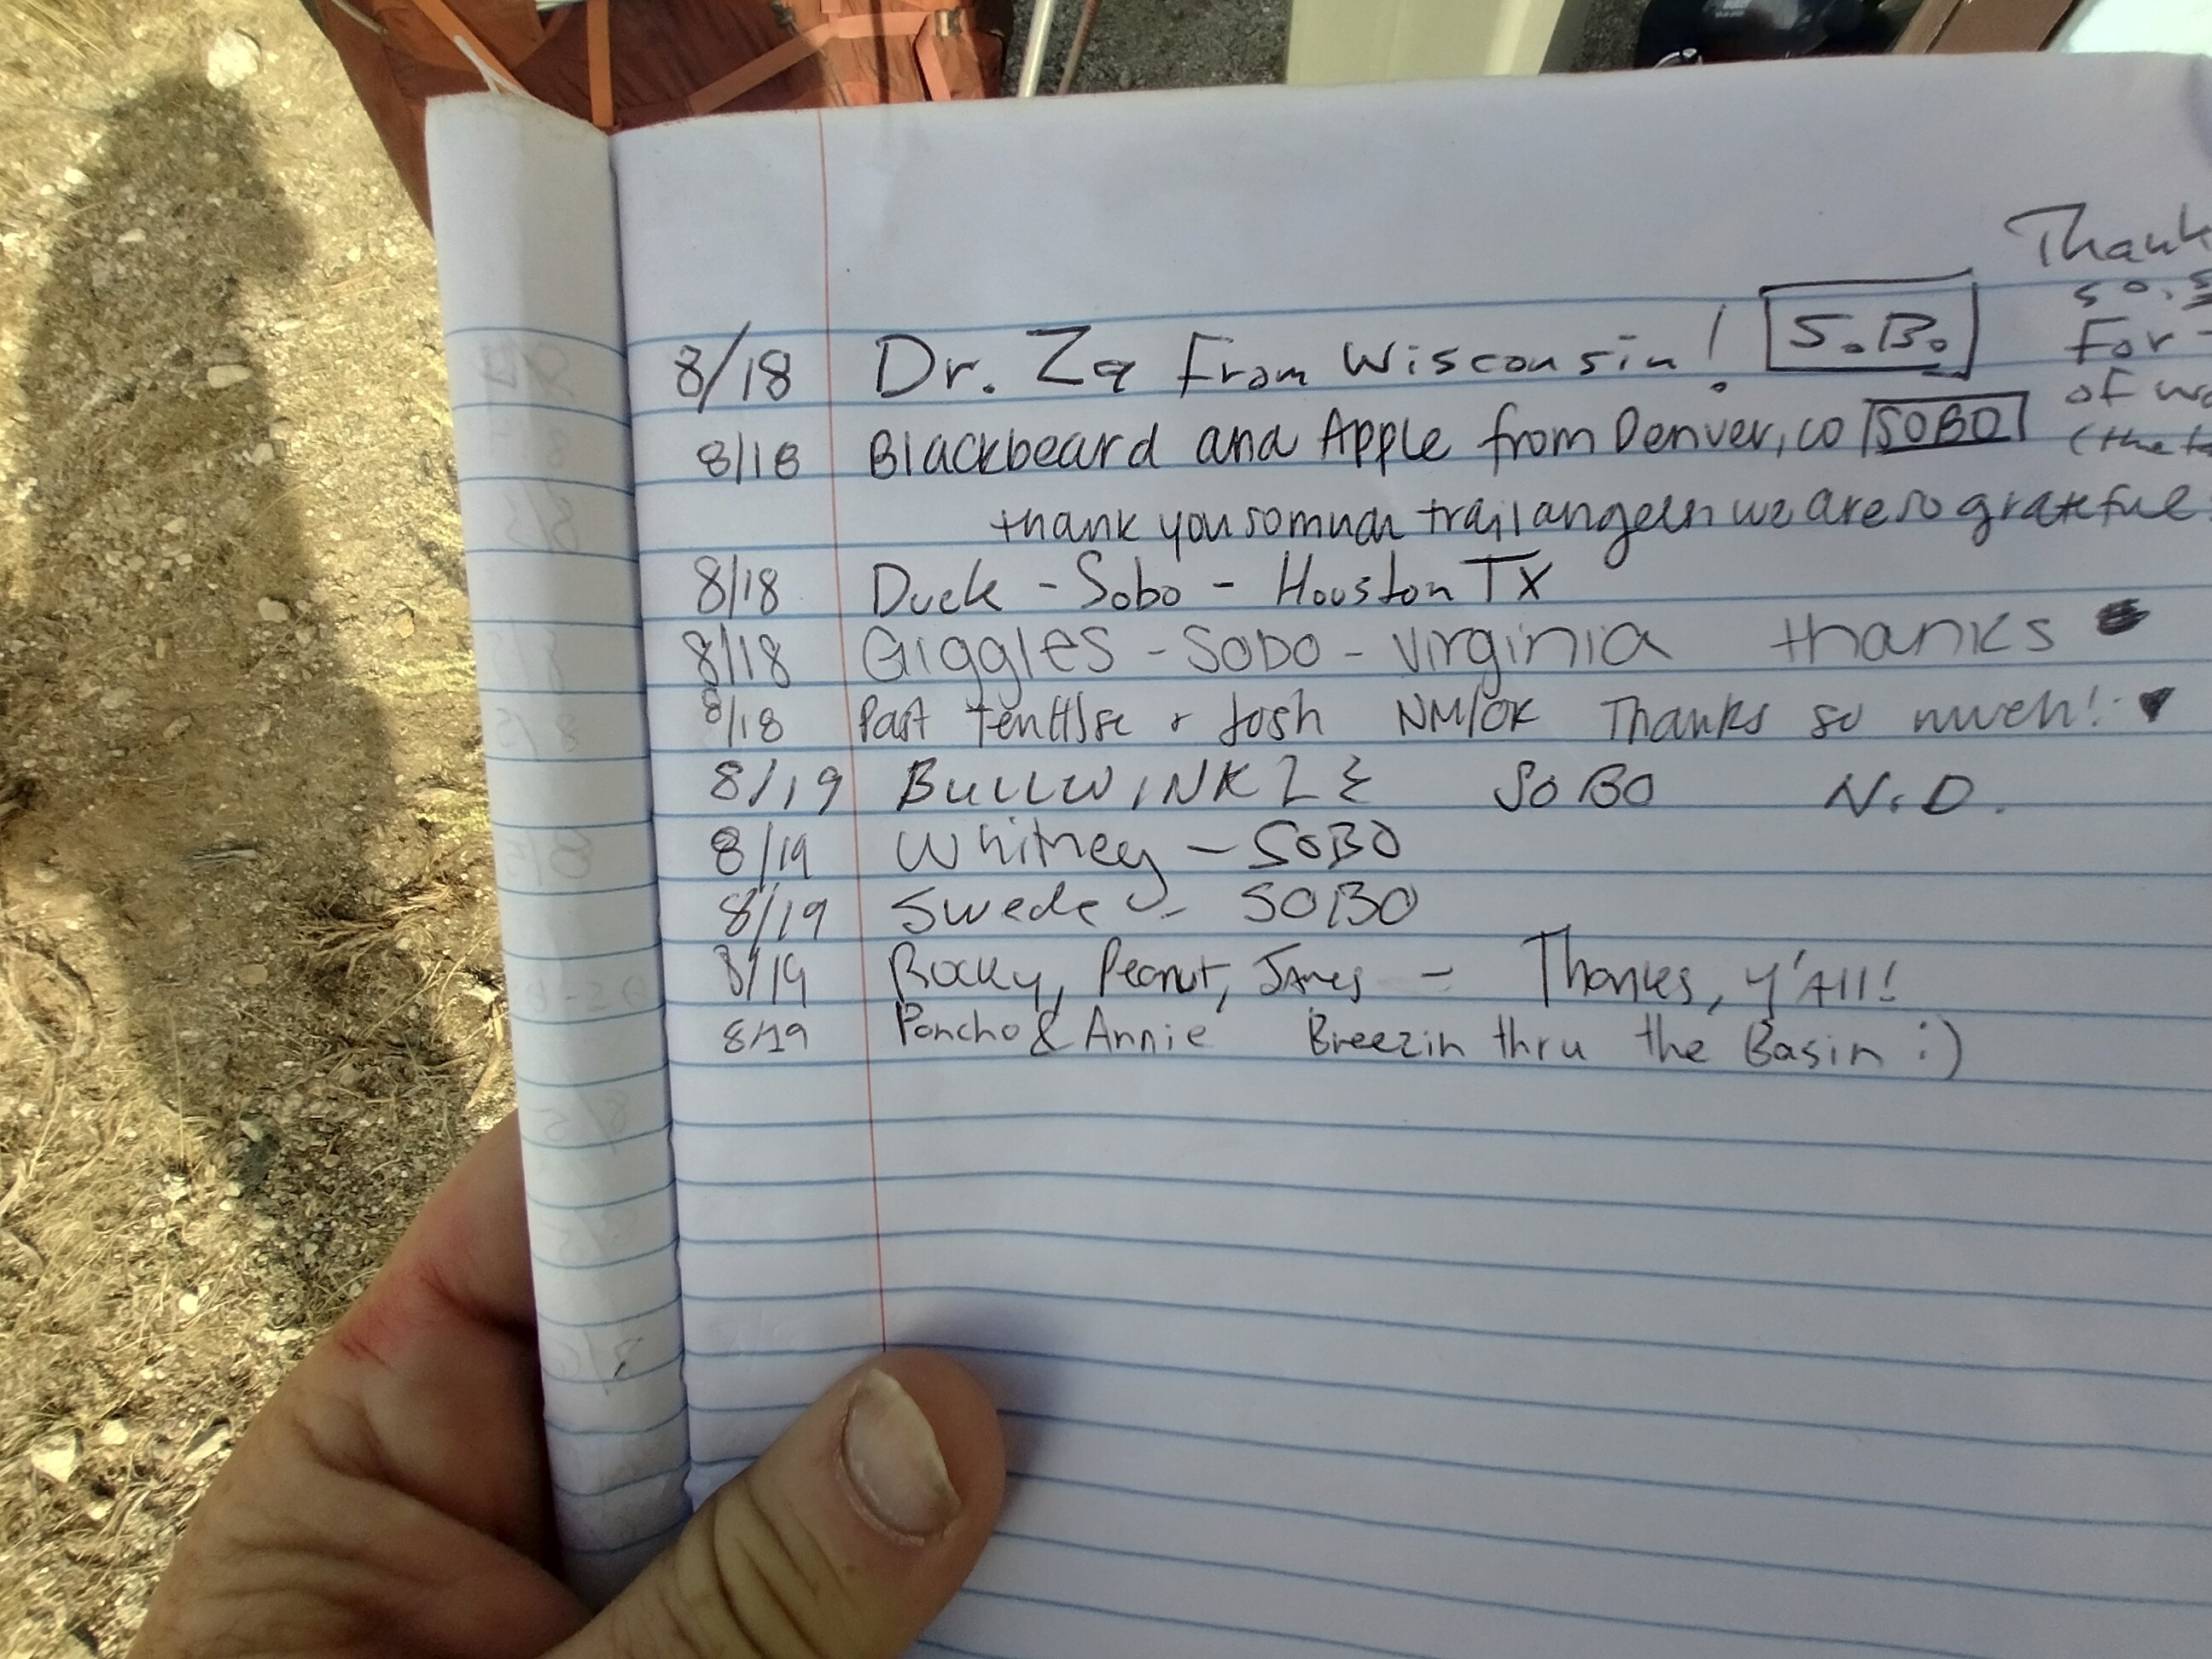 8/18 Dr. Za From Wisconsin! S.B.
Thank
so,
For
of
(the
8/18 Blackbeard and Apple from Denver, CO SOBO
thank you so much trail angels we are so grateful
8/18 Duck - Sobo - Houston TX
8/18 Giggles - SOBO - Virginia thanks
8/18 Past & Josh NM/OK Thanks so much!
8/19 BULLWINKLE SOBO N.D.
8/19 Whitney - SOBO
8/19 Swede - SOBO
8/19 Rocky, Peanut, James - Thanks, Y'All!
8/19 Poncho & Annie Breezin thru the Basin :)